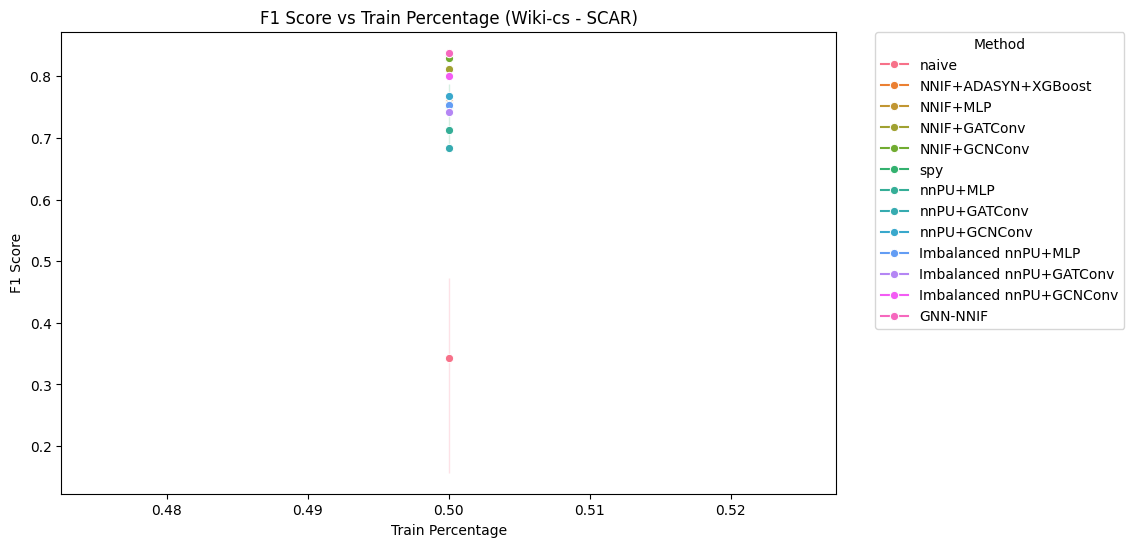 F1 Score vs Train Percentage (Wiki-cs - SCAR)
F1 Score
0.8
0.7
0.6
0.5
0.4
0.3
0.2
0.48
0.49
0.50
0.51
0.52
Train Percentage
Method
naive
NNIF+ADASYN+XGBoost
NNIF+MLP
NNIF+GATConv
NNIF+GCNConv
spy
nnPU+MLP
nnPU+GATConv
nnPU+GCNConv
Imbalanced nnPU+MLP
Imbalanced nnPU+GATConv
Imbalanced nnPU+GCNConv
GNN-NNIF